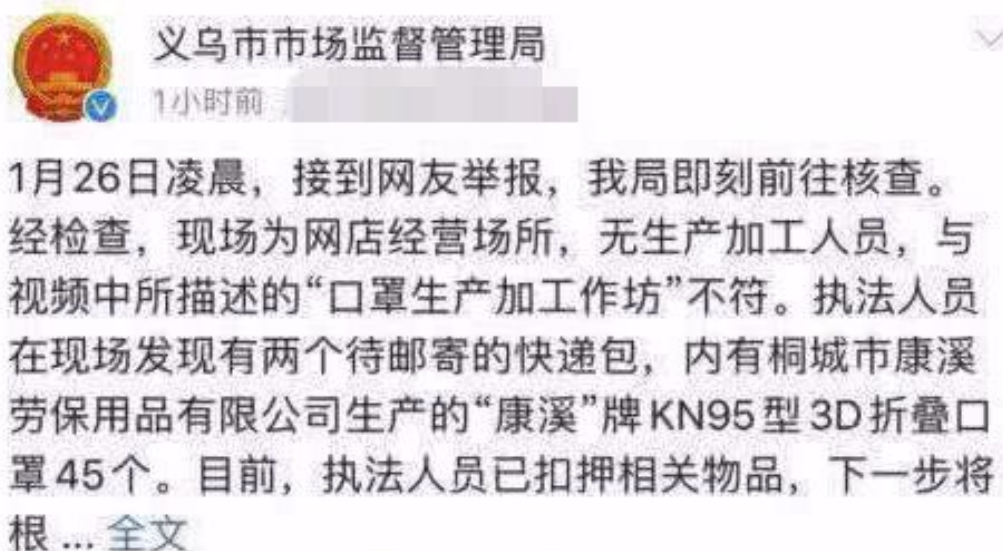 义乌市市场监督管理局
1小时前
1月26日凌晨，接到网友举报，我局即刻前往核查。
经检查，现场为网店经营场所，无生产加工人员，与
视频中所描述的“口罩生产加工作坊”不符。执法人员
在现场发现有两个待邮寄的快递包，内有桐城市康溪
劳保用品有限公司生产的“康溪”牌KN95型3D折叠口
罩45个。目前，执法人员已扣押相关物品，下一步将
根 ... 全文